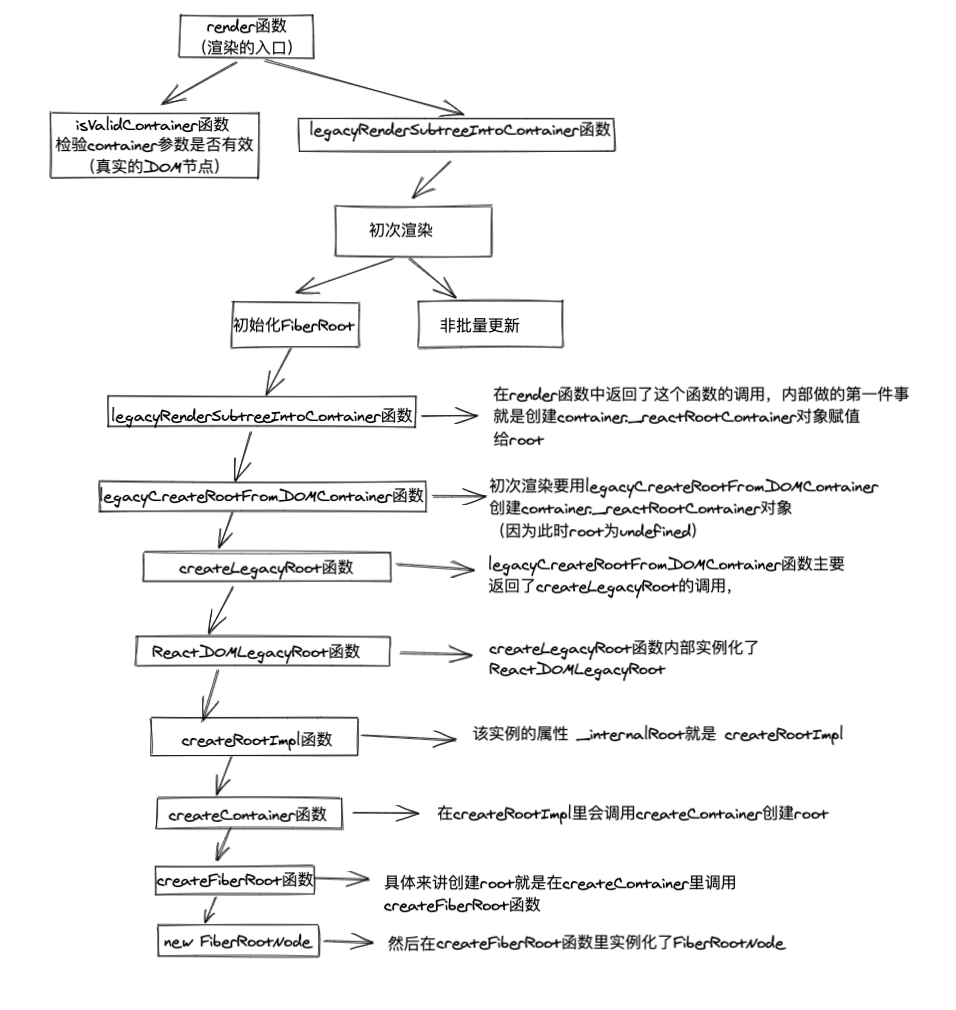 render函数
（渲染的入口）
isValidContainer函数
检验container参数是否有效
（真实的DOM节点）
legacyRenderSubtreeIntoContainer函数
初次渲染
初始化FiberRoot
非批量更新
legacyRenderSubtreeIntoContainer函数
在render函数中返回了这个函数的调用，内部做的第一件事
就是创建container._reactRootContainer对象赋值
给root
legacyCreateRootFromDOMContainer函数
初次渲染要用legacyCreateRootFromDOMContainer
创建container._reactRootContainer对象
（因为此时root为undefined）
createLegacyRoot函数
legacyCreateRootFromDOMContainer函数主要
返回了createLegacyRoot的调用，
ReactDOMLegacyRoot函数
createLegacyRoot函数内部实例化了
ReactDOMLegacyRoot
createRootImpl函数
该实例的属性 _internalRoot就是 createRootImpl
createContainer函数
在createRootImpl里会调用createContainer创建root
createFiberRoot函数
具体来讲创建root就是在createContainer里调用
createFiberRoot函数
new FiberRootNode
然后在createFiberRoot函数里实例化了FiberRootNode